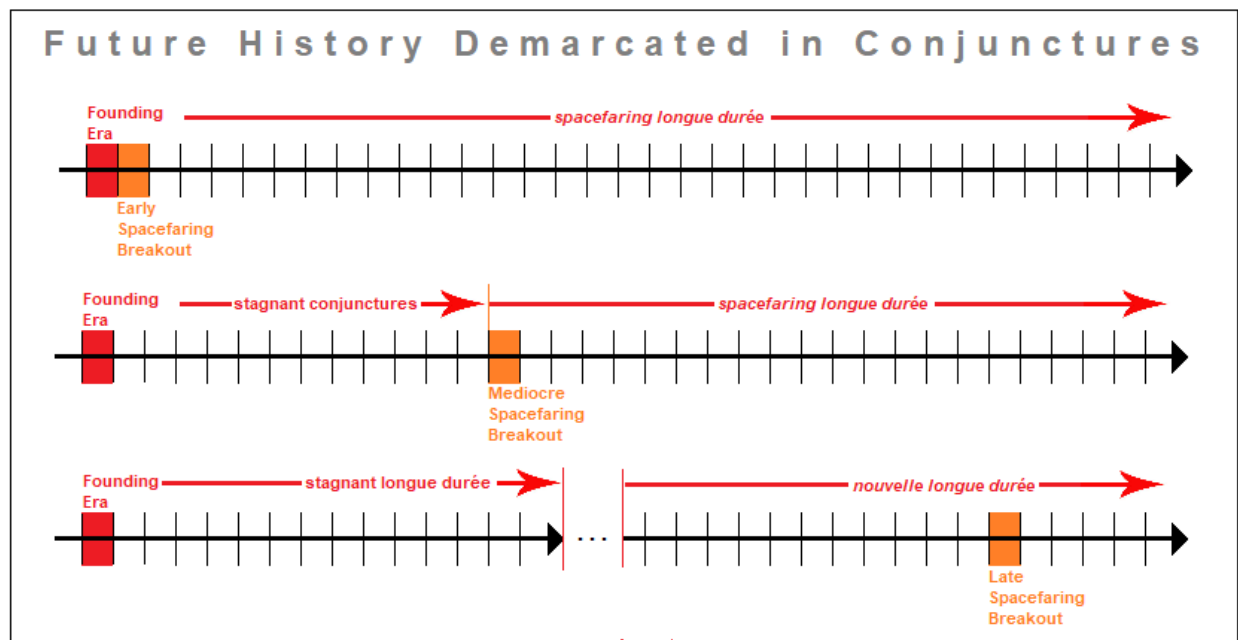 Future History Demarcated in Conjunctures
Founding
Era
spacefaring longue durée
Early
Spacefaring
Breakout
Founding
Era
stagnant conjunctures
spacefaring longue durée
Mediocre
Spacefaring
Breakout
Founding
Era
stagnant longue durée
nouvelle longue durée
...
Late
Spacefaring
Breakout